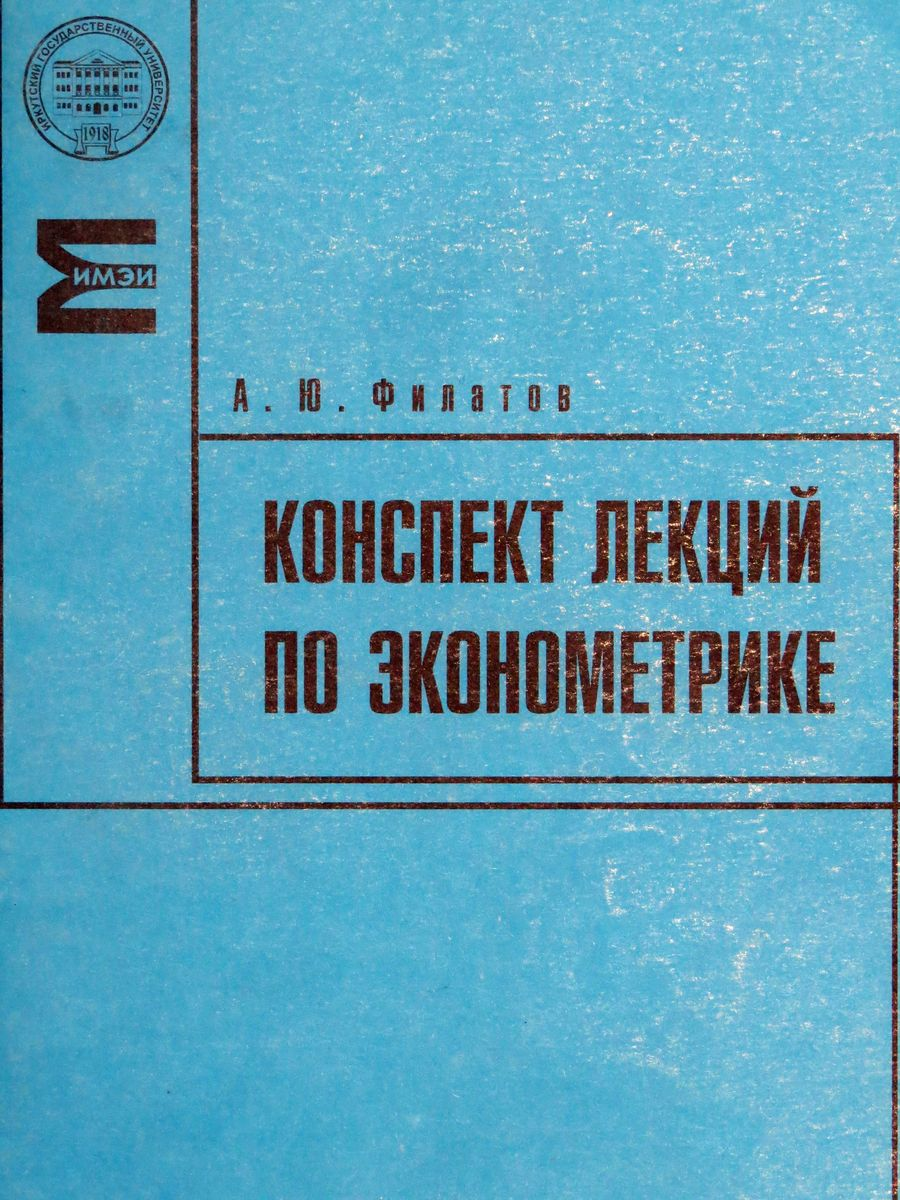 ИРКУТСКИЙ ГОСУДАРСТВЕННЫЙ УНИВЕРСИТЕТ
1918
ИМЭИ
А. Ю. Филатов
КОНСПЕКТ ЛЕКЦИЙ
ПО ЭКОНОМЕТРИКЕ